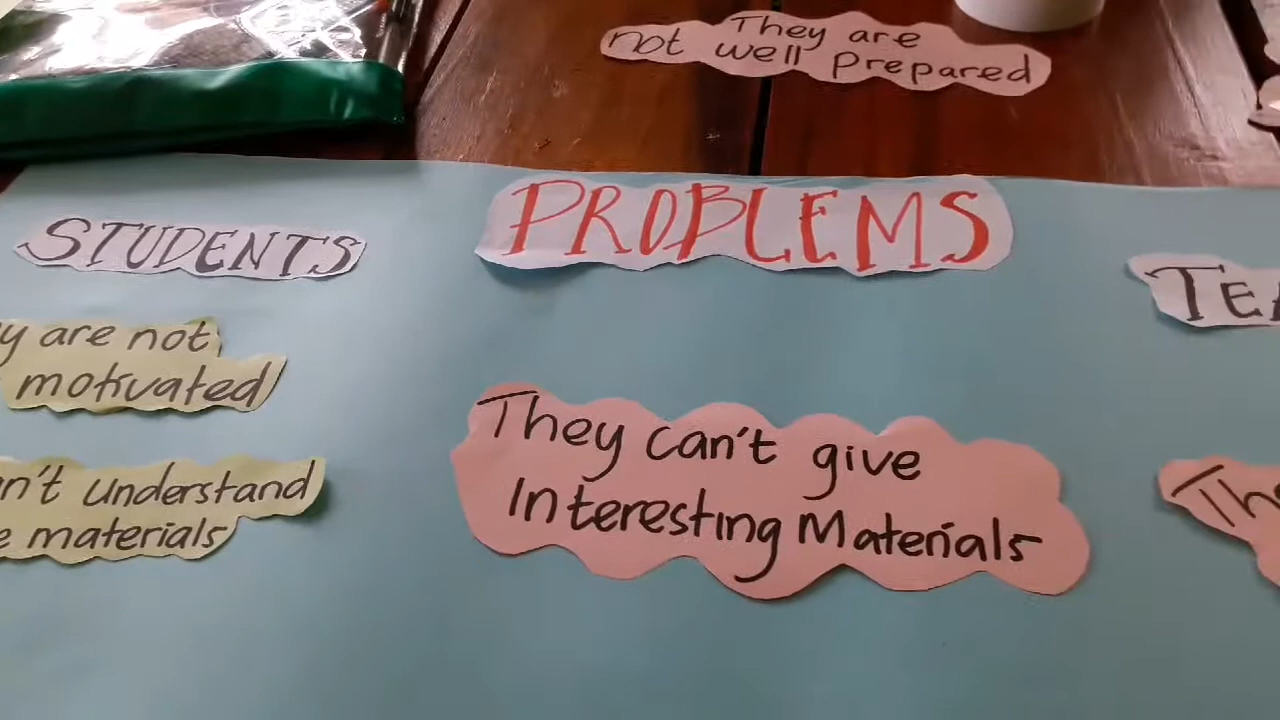 They are
not well prepared
PROBLEMS
STUDENTS
are not
motivated
understand
materials
They can't give
Interesting Materials